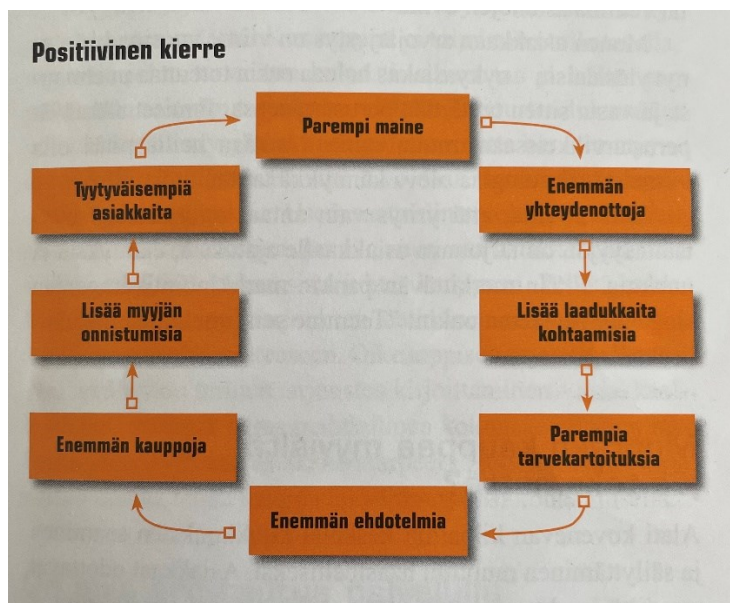 Positiivinen kierre
Parempi maine
Enemmän
yhteydenottoja
Lisää laadukkaita
kohtaamisia
Parempia
tarvekartoituksia
Enemmän ehdotelmia
Enemmän kauppoja
Lisää myyjän
onnistumisia
Tyytyväisempiä
asiakkaita